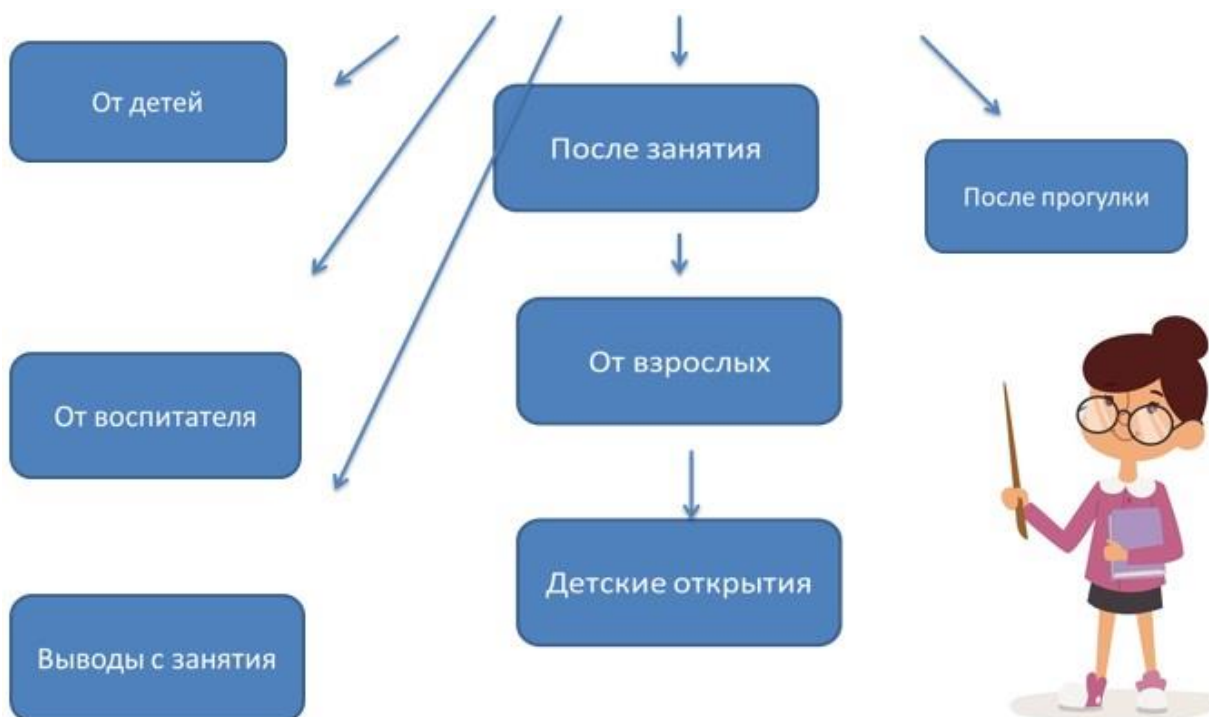 От детей
После занятия
После прогулки
От воспитателя
От взрослых
Детские открытия
Выводы с занятия